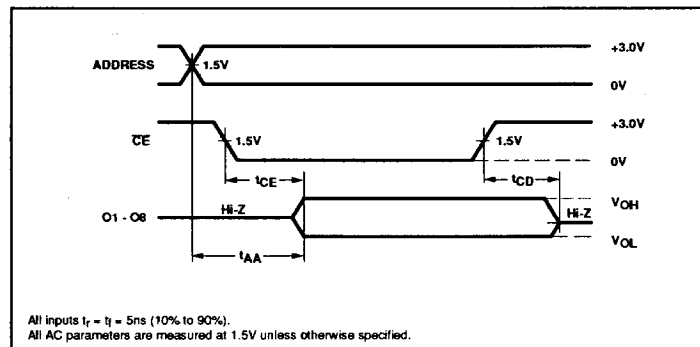 ADDRESS 1.5V +3.0V
0V
CE 1.5V +3.0V
0V
tCE tCD
O1 - O8 Hi-Z Hi-Z VOH
VOL
tAA
All inputs tr = tf = 5ns (10% to 90%).
All AC parameters are measured at 1.5V unless otherwise specified.